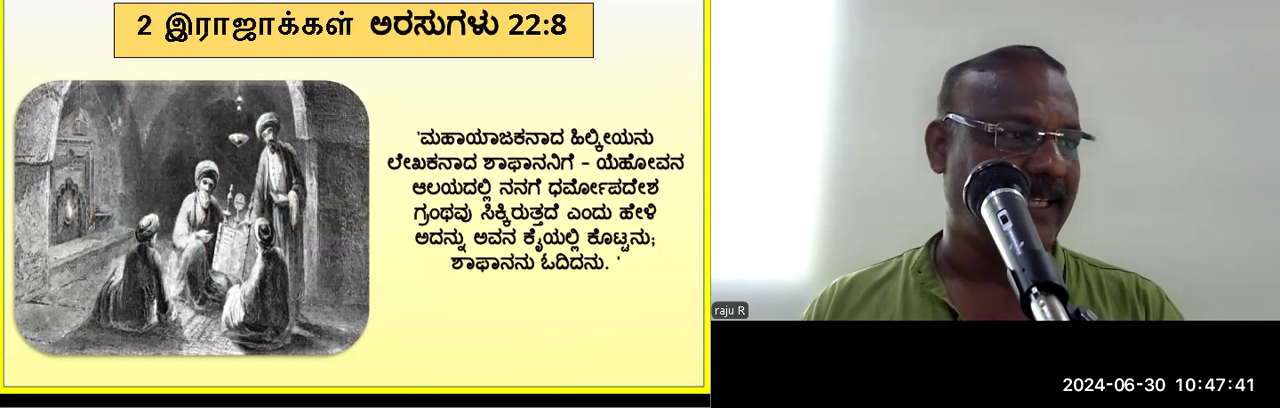 2 இராஜாக்கள் ಅರಸುಗಳು 22:8
'ಮಹಾಯಾಜಕನಾದ ಹಿಲ್ಕೀಯನು
ಲೇಖಕನಾದ ಶಾಫಾನನಿಗೆ - ಯೆಹೋವನ
ಆಲಯದಲ್ಲಿ ನನಗೆ ಧರ್ಮೋಪದೇಶ
ಗ್ರಂಥವು ಸಿಕ್ಕಿರುತ್ತದೆ ಎಂದು ಹೇಳಿ
ಅದನ್ನು ಅವನ ಕೈಯಲ್ಲಿ ಕೊಟ್ಟನು;
ಶಾಫಾನನು ಓದಿದನು. '
raju R
2024-06-30 10:47:41